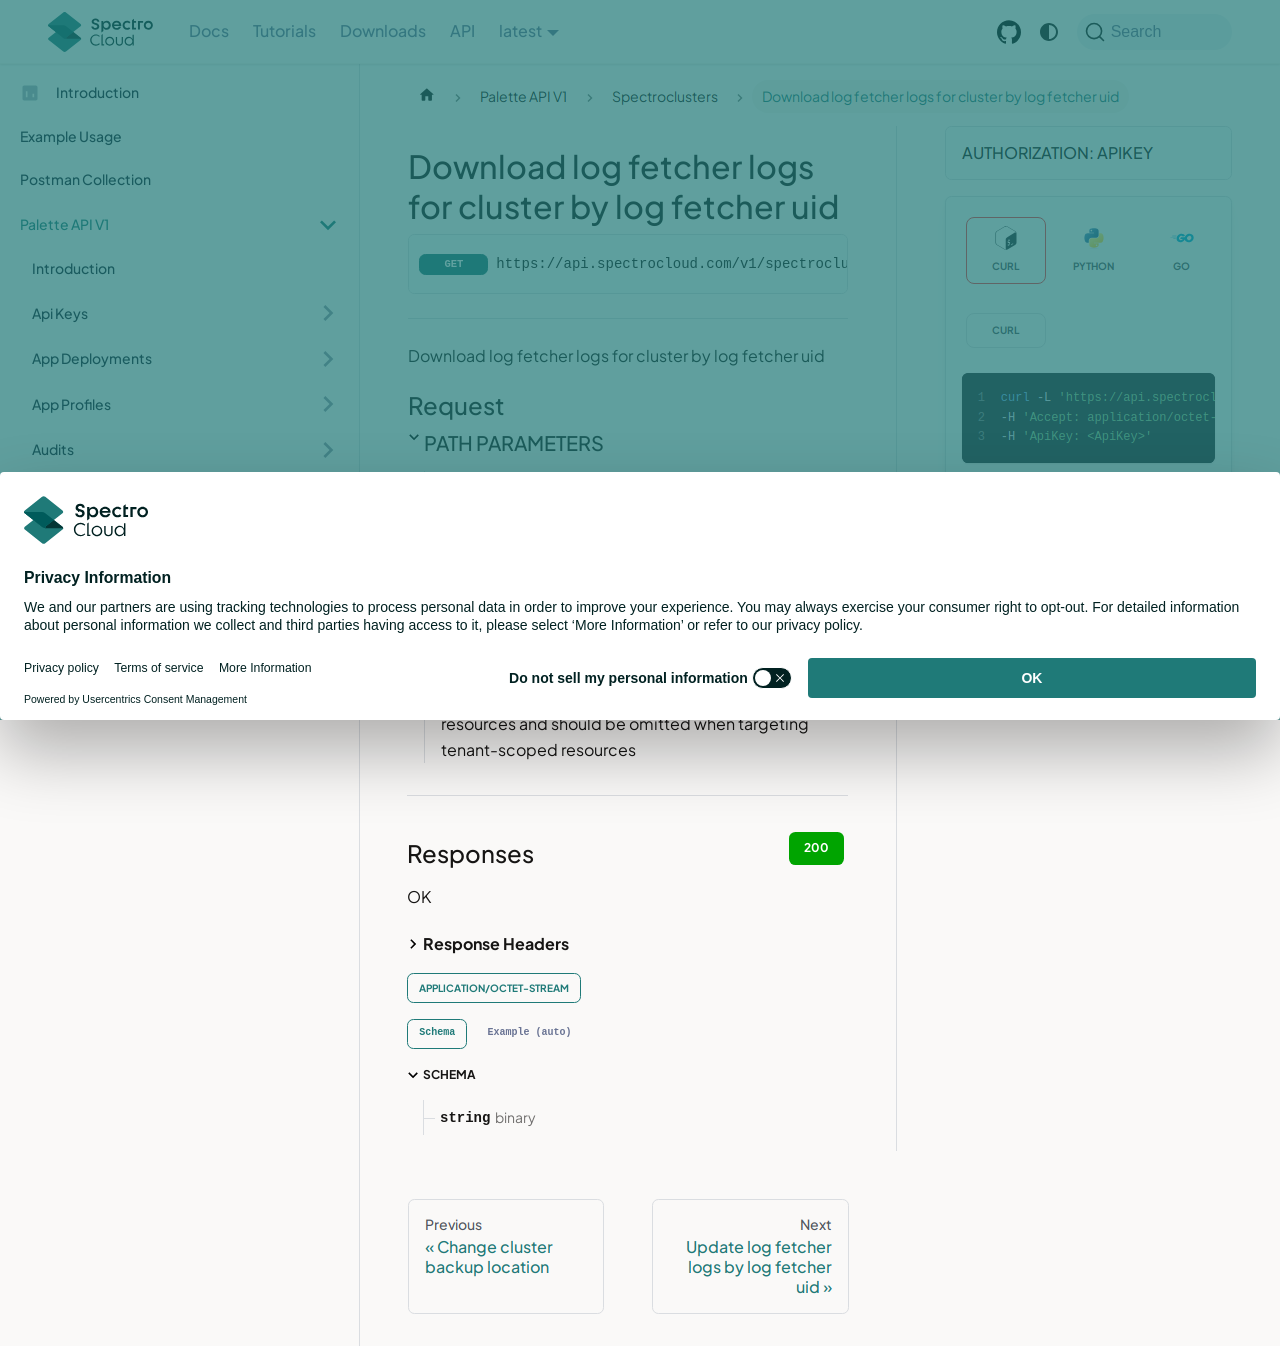 Spectro Cloud
Docs
Tutorials
Downloads
API
latest
Search
Introduction
Example Usage
Postman Collection
Palette API V1
Introduction
Api Keys
App Deployments
App Profiles
Audits
Palette API V1
Spectroclusters
Download log fetcher logs for cluster by log fetcher uid
Download log fetcher logs
for cluster by log fetcher uid
GET https://api.spectrocloud.com/v1/spectroclu
Download log fetcher logs for cluster by log fetcher uid
Request
PATH PARAMETERS
AUTHORIZATION: APIKEY
CURL
PYTHON
GO
CURL
1 curl -L 'https://api.spectrocl
2 -H 'Accept: application/octet-
3 -H 'ApiKey: <ApiKey>'
Spectro
Cloud
Privacy Information
We and our partners are using tracking technologies to process personal data in order to improve your experience. You may always exercise your consumer right to opt-out. For detailed information
about personal information we collect and third parties having access to it, please select ‘More Information’ or refer to our privacy policy.
Privacy policy
Terms of service
More Information
Powered by Usercentrics Consent Management
Do not sell my personal information
OK
resources and should be omitted when targeting
tenant-scoped resources
Responses
200
OK
Response Headers
APPLICATION/OCTET-STREAM
Schema
Example (auto)
SCHEMA
string binary
Previous
« Change cluster
backup location
Next
Update log fetcher
logs by log fetcher
uid »